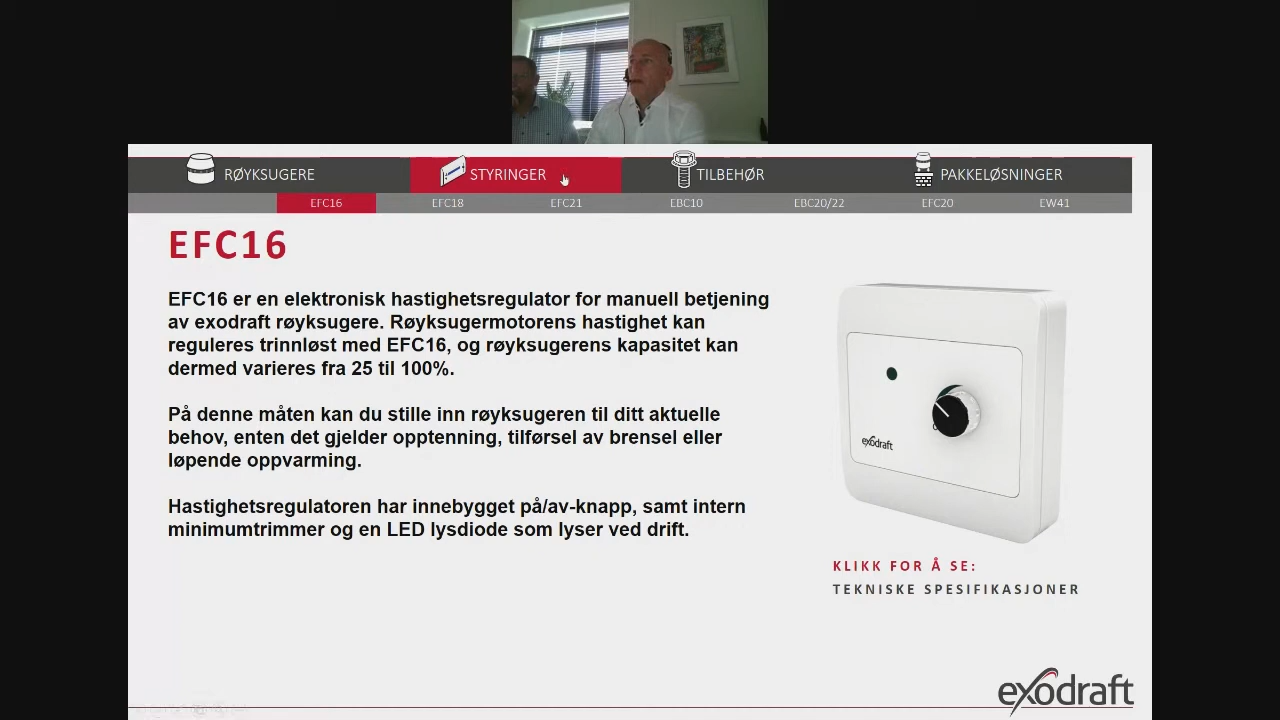 RØYKSUGERE
STYRINGER
TILBEHØR
PAKKELØSNINGER
EFC16
EFC18
EFC21
EBC10
EBC20/22
EFC20
EW41
EFC16
EFC16 er en elektronisk hastighetsregulator for manuell betjening
av exodraft røyksugere. Røyksugermotorens hastighet kan
reguleres trinnløst med EFC16, og røyksugerens kapasitet kan
dermed varieres fra 25 til 100%.
På denne måten kan du stille inn røyksugeren til ditt aktuelle
behov, enten det gjelder opptenning, tilførsel av brensel eller
løpende oppvarming.
Hastighetsregulatoren har innebygget på/av-knapp, samt intern
minimumtrimmer og en LED lysdiode som lyser ved drift.
exodraft
KLIKK FOR Å SE:
TEKNISKE SPESIFIKASJONER
exodraft